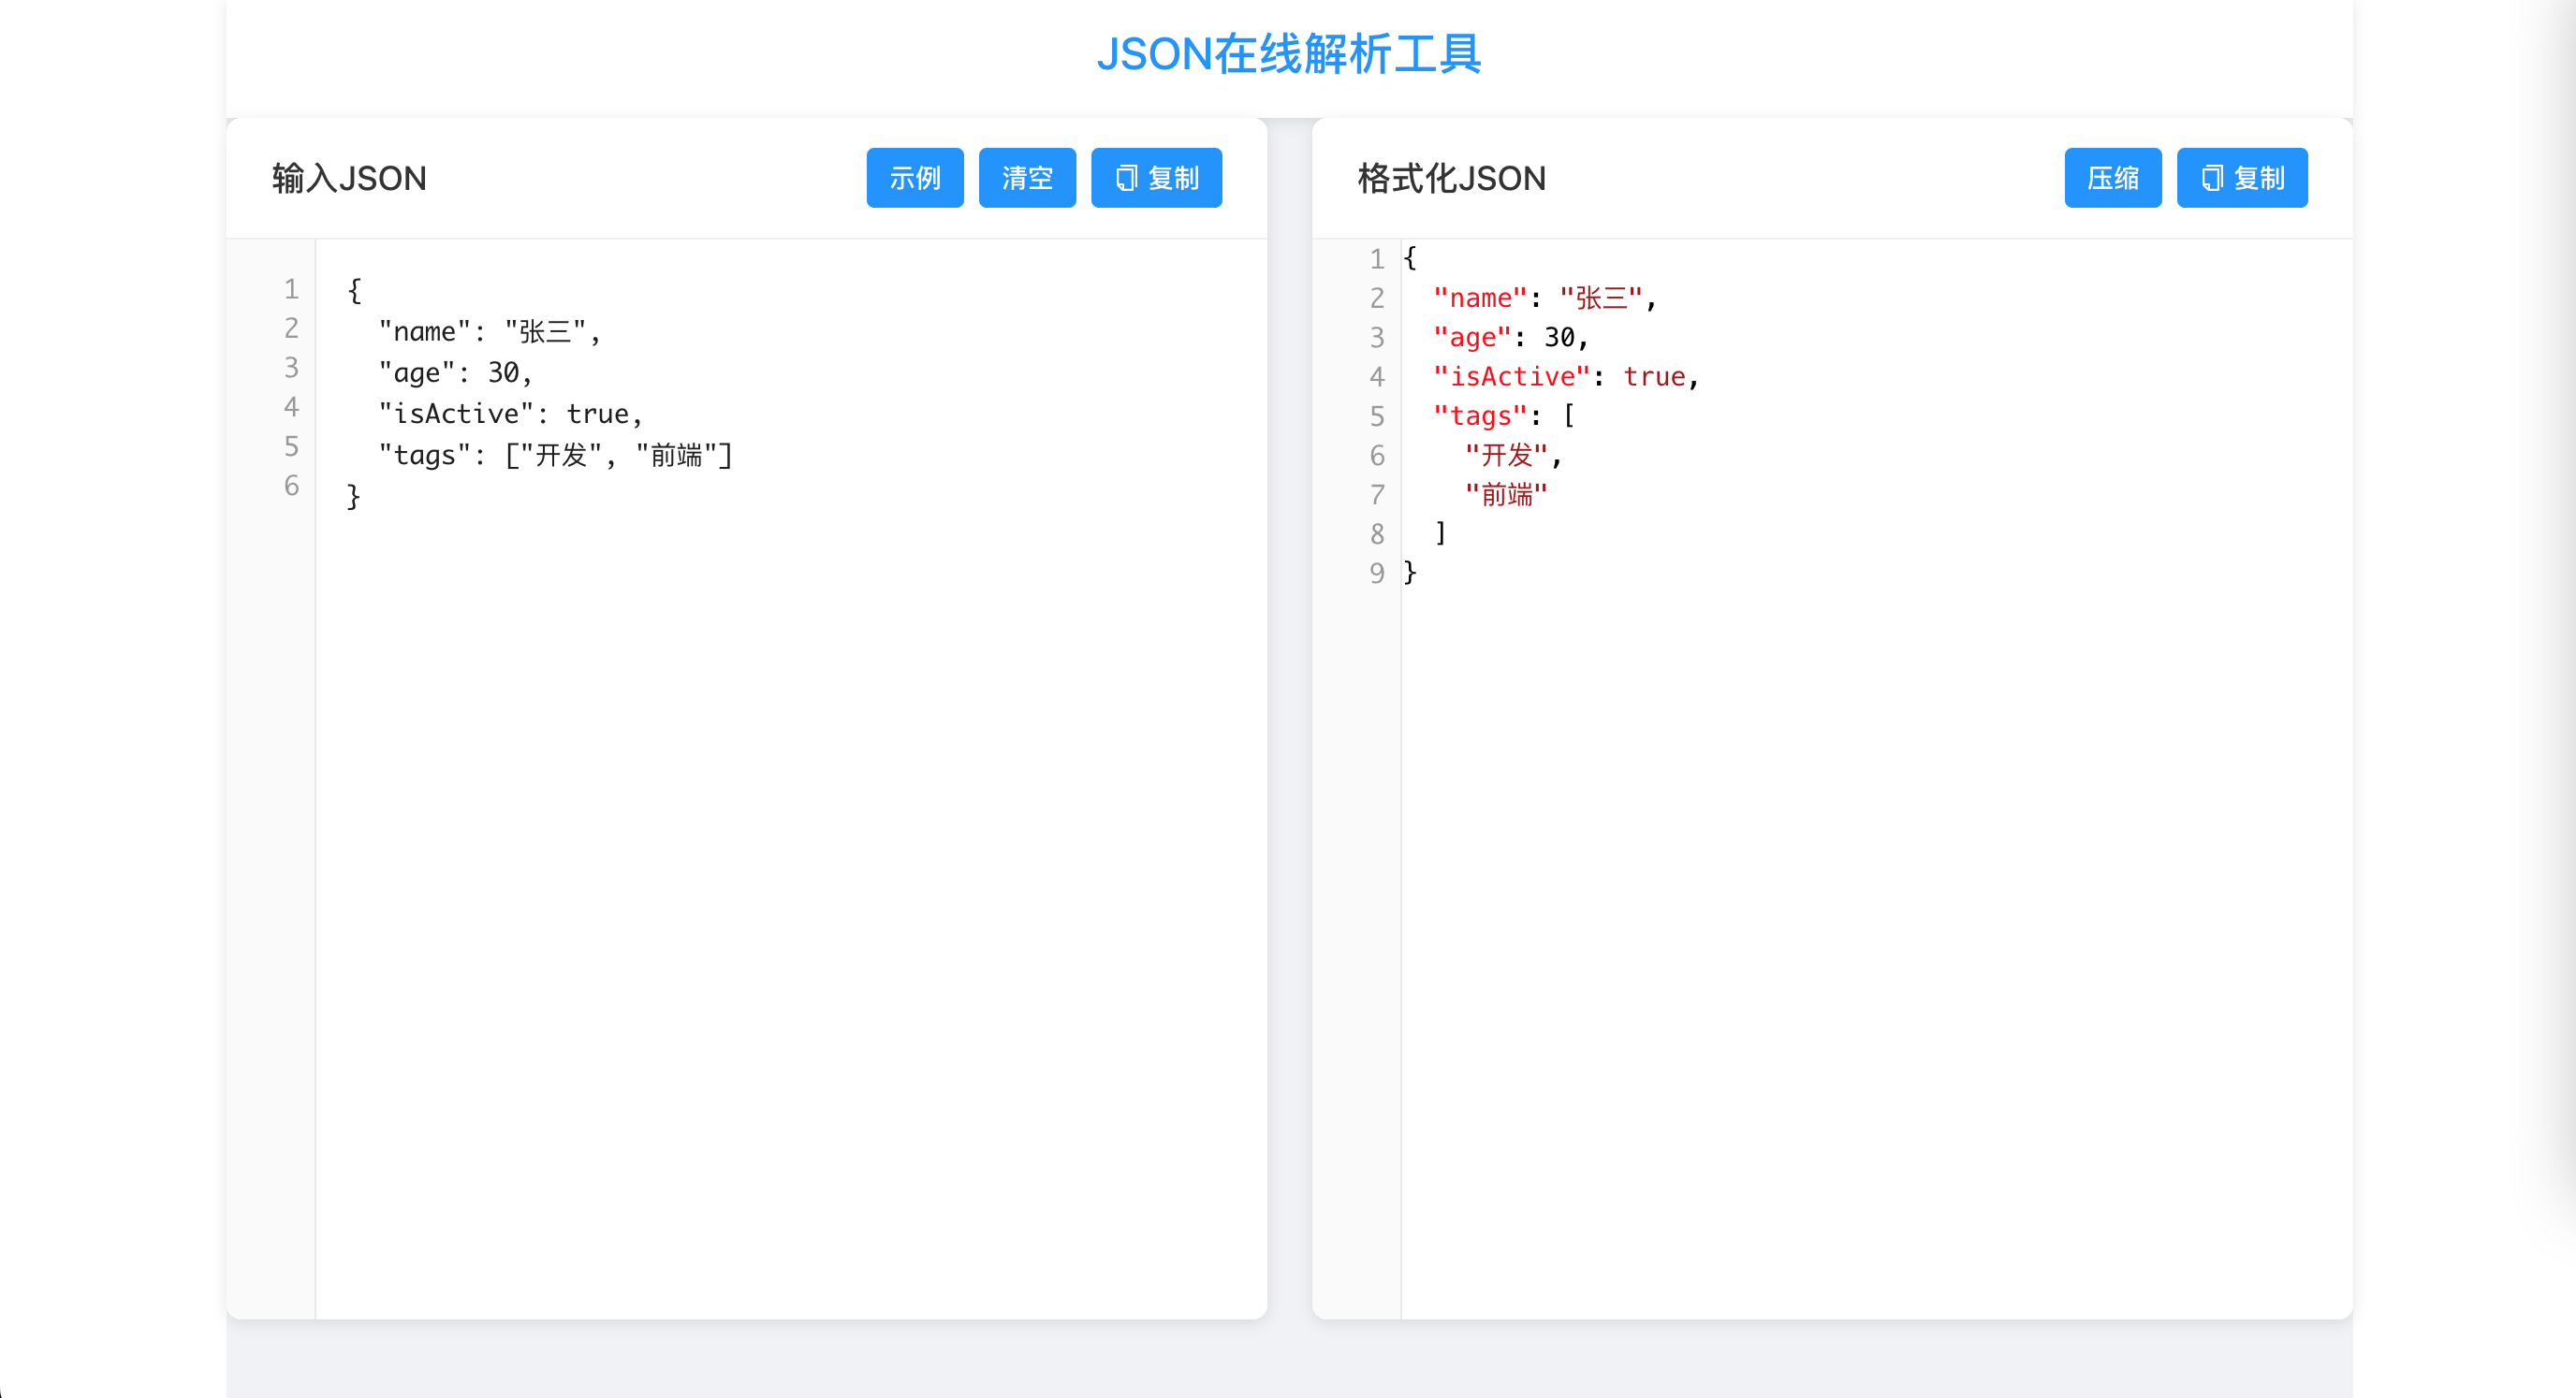 JSON在线解析工具
输入JSON
示例 清空 复制
1 {
2 "name": "张三",
3 "age": 30,
4 "isActive": true,
5 "tags": ["开发", "前端"]
6 }
格式化JSON
压缩 复制
1 {
2 "name": "张三",
3 "age": 30,
4 "isActive": true,
5 "tags": [
6 "开发",
7 "前端"
8 ]
9 }